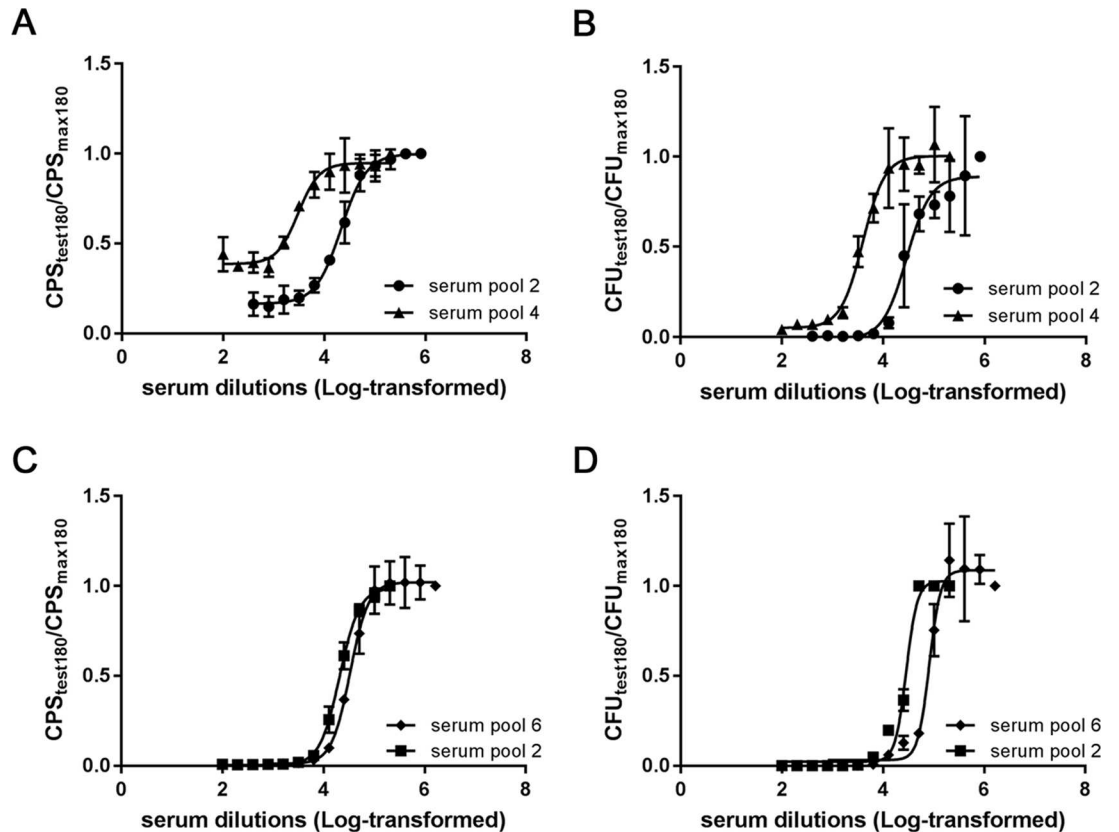 A
CPStest180/CPSmax180
1.5
1.0
0.5
0.0
serum pool 2
serum pool 4
0 2 4 6 8
serum dilutions (Log-transformed)
B
CFUtest180/CFUmax180
1.5
1.0
0.5
0.0
serum pool 2
serum pool 4
0 2 4 6 8
serum dilutions (Log-transformed)
C
CPStest180/CPSmax180
1.5
1.0
0.5
0.0
serum pool 6
serum pool 2
0 2 4 6 8
serum dilutions (Log-transformed)
D
CFUtest180/CFUmax180
1.5
1.0
0.5
0.0
serum pool 6
serum pool 2
0 2 4 6 8
serum dilutions (Log-transformed)